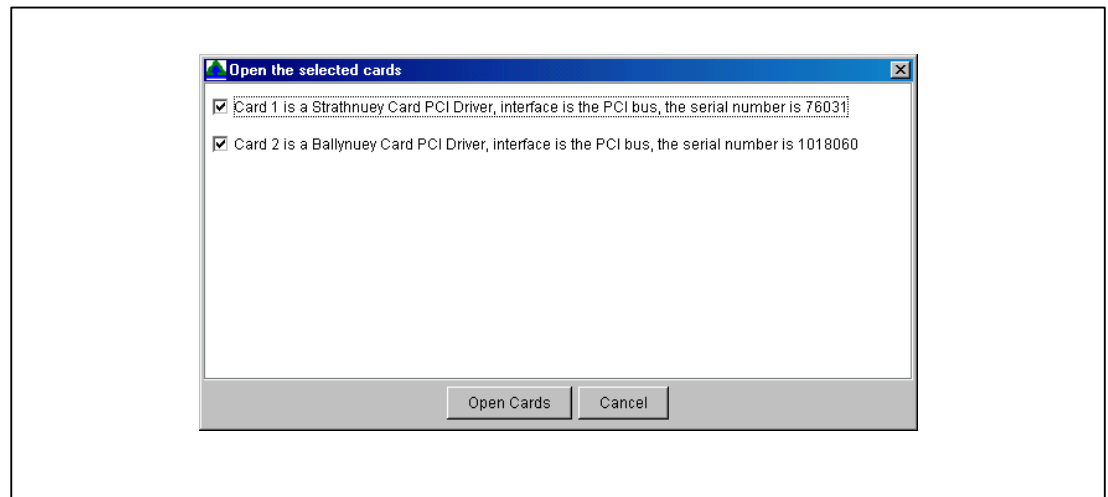 Open the selected cards
Card 1 is a Strathnuey Card PCI Driver, interface is the PCI bus, the serial number is 76031
Card 2 is a Ballynuey Card PCI Driver, interface is the PCI bus, the serial number is 1018060
Open Cards Cancel